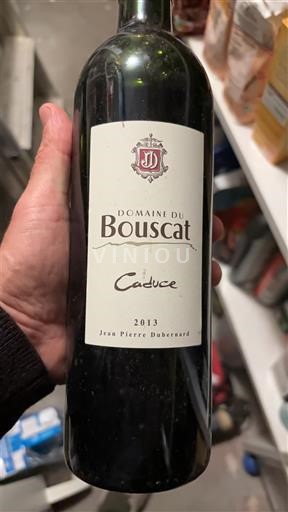 JD
DOMAINE DU
Bouscat
VINIOU
Caduce
2013
Jean Pierre Dubernard